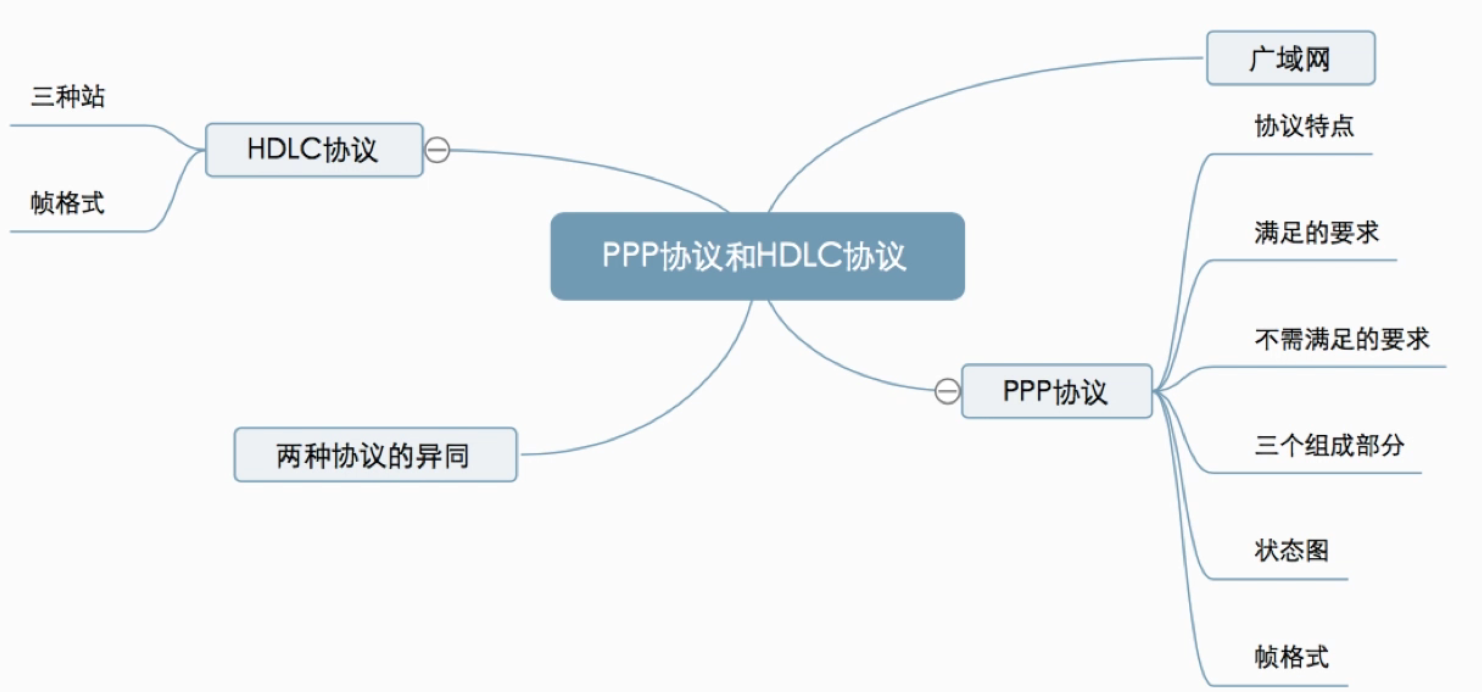 PPP协议和HDLC协议
广域网
PPP协议
协议特点
满足的要求
不需满足的要求
三个组成部分
状态图
帧格式
HDLC协议
三种站
帧格式
两种协议的异同